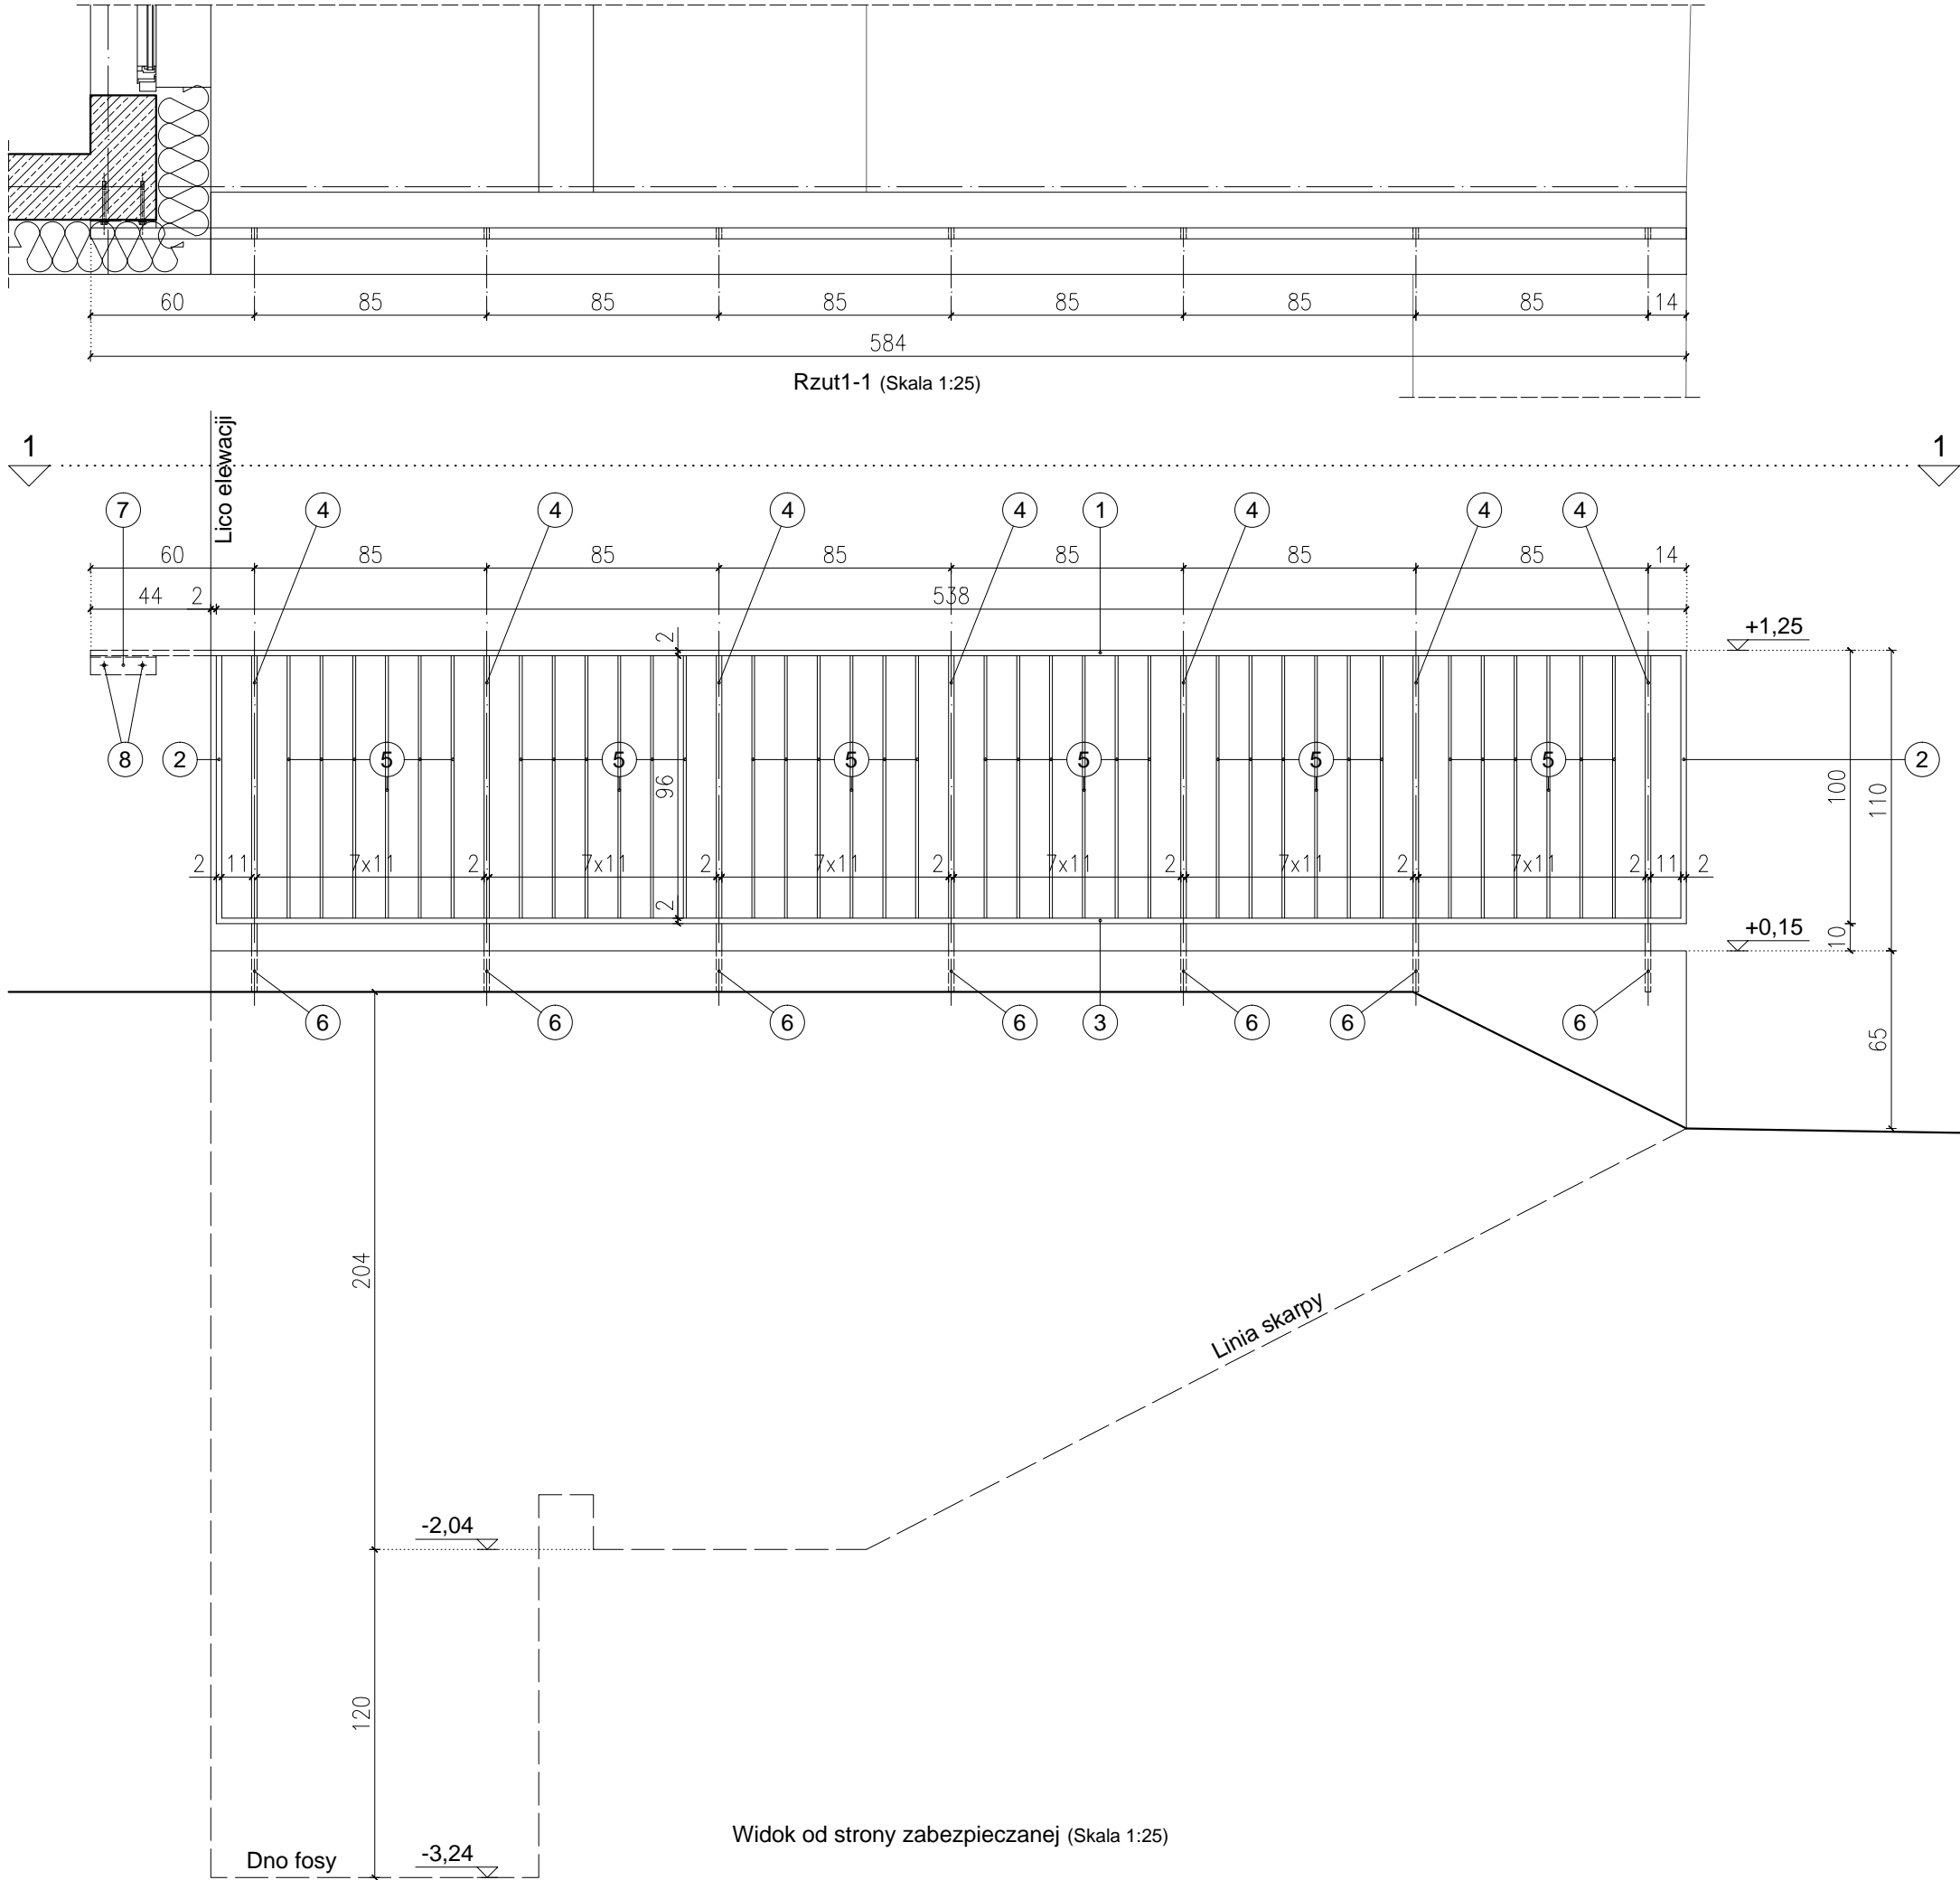 60 85 85 85 85 85 85 14
584
Rzut1-1 (Skala 1:25)
Lico elewacji
1 1
7 4 4 4 4 1 4 4 4
60 85 85 85 85 85 85 14
44 2 538
2
+1,25
8 2 5 5 5 5 5 5 2
96
100
110
2 11 7x11 2 7x11 2 7x11 2 7x11 2 7x11 2 7x11 2 11 2
2
+0,15
10
6 6 6 6 3 6 6 6
65
204
Linia skarpy
-2,04
120
Widok od strony zabezpieczanej (Skala 1:25)
Dno fosy
-3,24